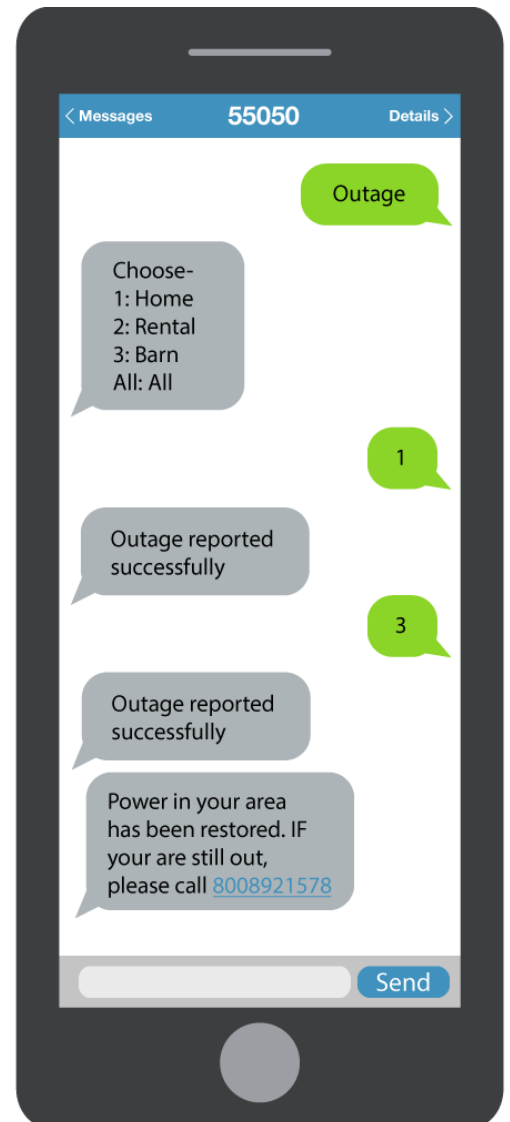 < Messages 55050 Details >
Outage
Choose-
1: Home
2: Rental
3: Barn
All: All
1
Outage reported
successfully
3
Outage reported
successfully
Power in your area
has been restored. IF
your are still out,
please call 8008921578
Send